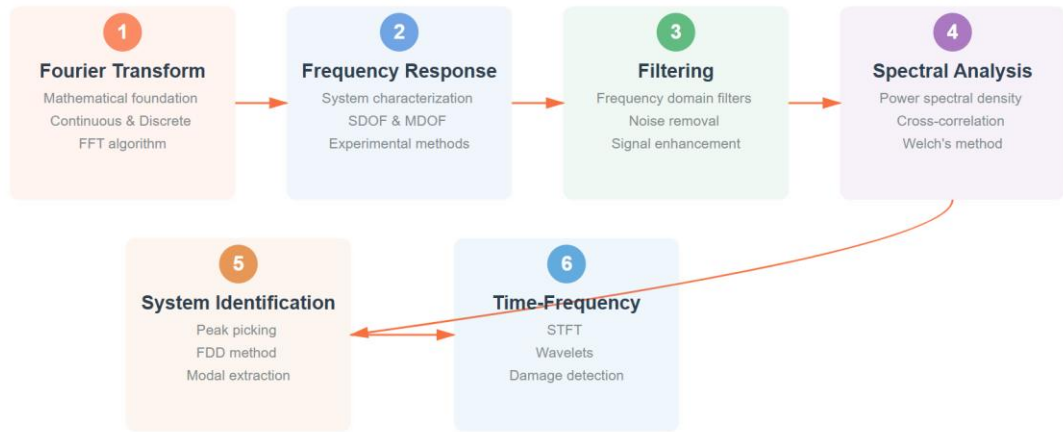 1
Fourier Transform
Mathematical foundation
Continuous & Discrete
FFT algorithm
2
Frequency Response
System characterization
SDOF & MDOF
Experimental methods
3
Filtering
Frequency domain filters
Noise removal
Signal enhancement
4
Spectral Analysis
Power spectral density
Cross-correlation
Welch's method
5
System Identification
Peak picking
FDD method
Modal extraction
6
Time-Frequency
STFT
Wavelets
Damage detection